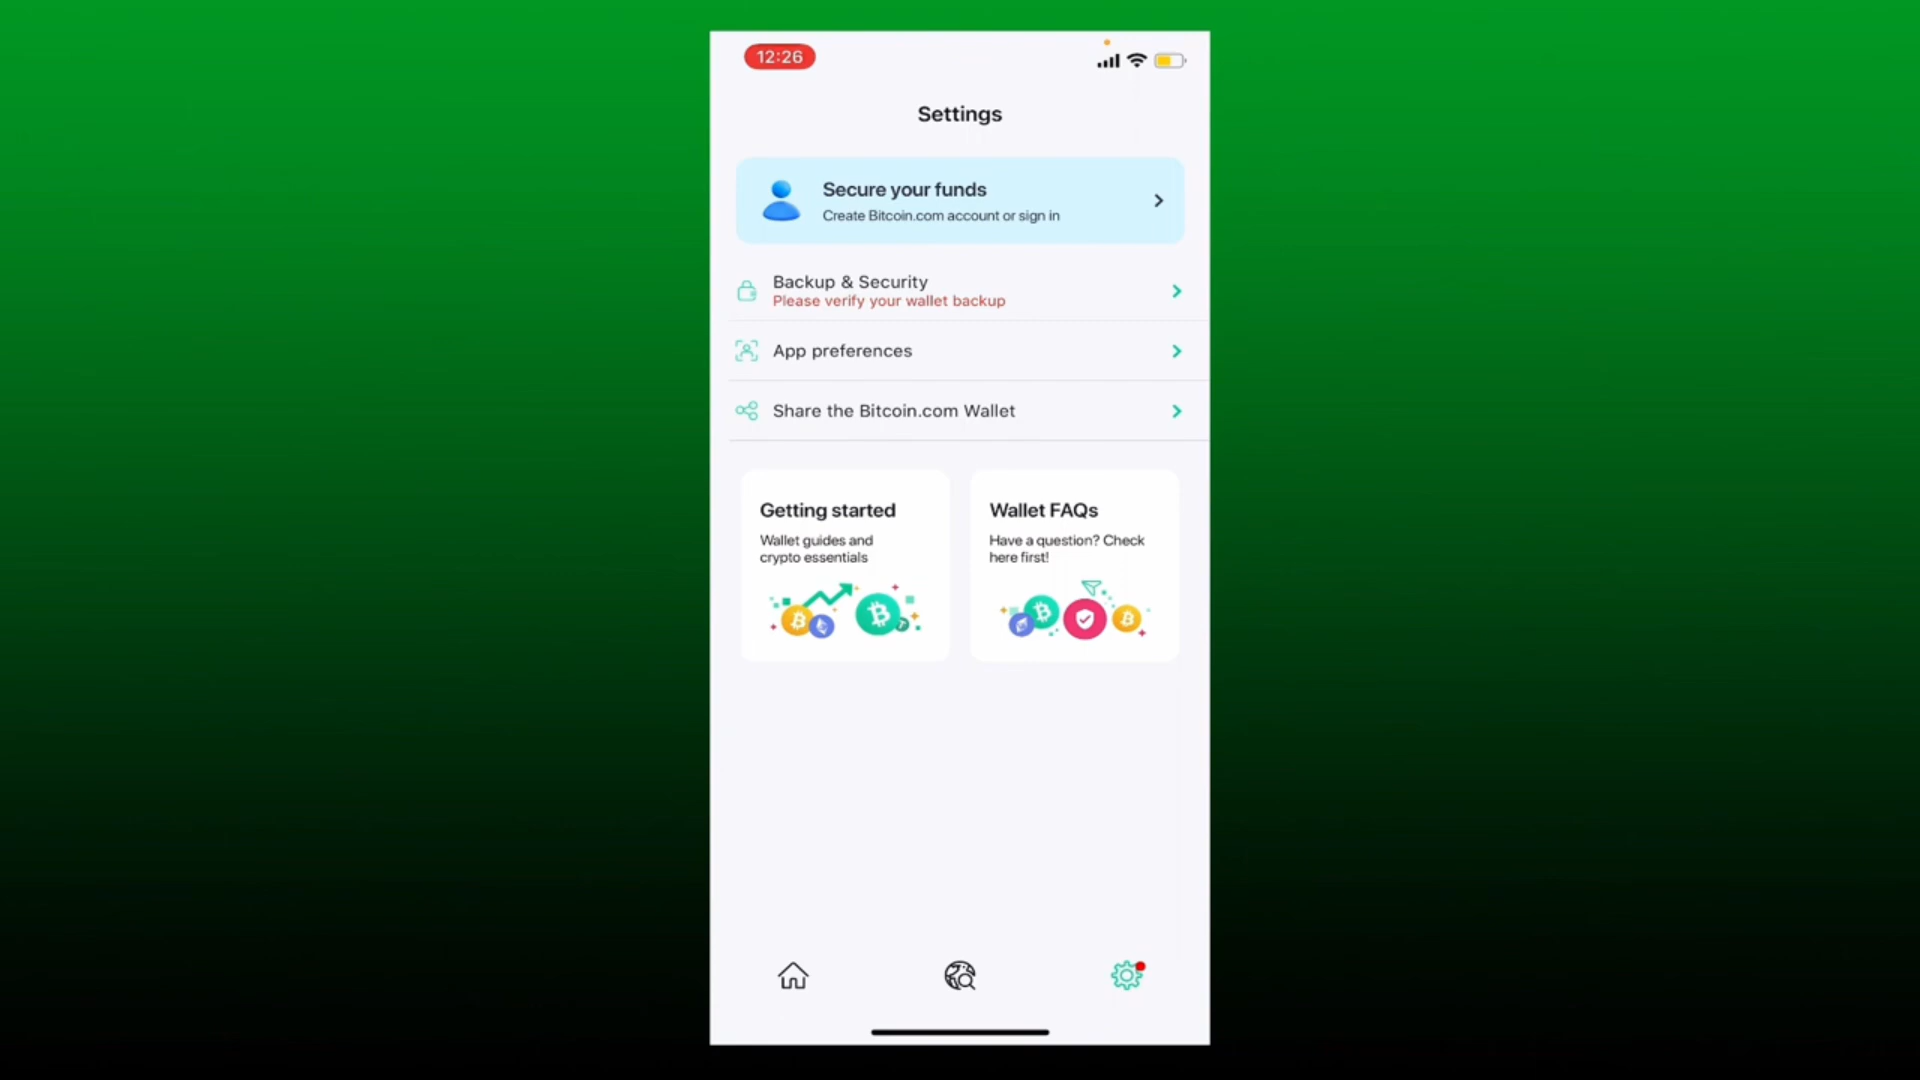 12:26
Settings
Secure your funds
Create Bitcoin.com account or sign in
Backup & Security
Please verify your wallet backup
App preferences
Share the Bitcoin.com Wallet
Getting started
Wallet guides and
crypto essentials
Wallet FAQs
Have a question? Check
here first!